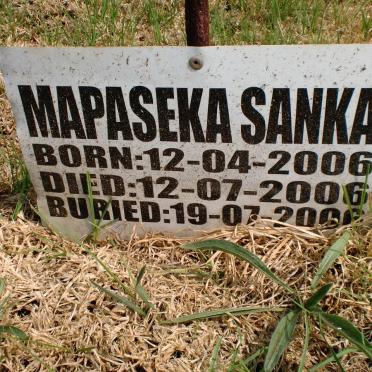 MAPASEKA SANKA
BORN:12-04-2006
DIED:12-07-2006
BURIED:19-07-2006